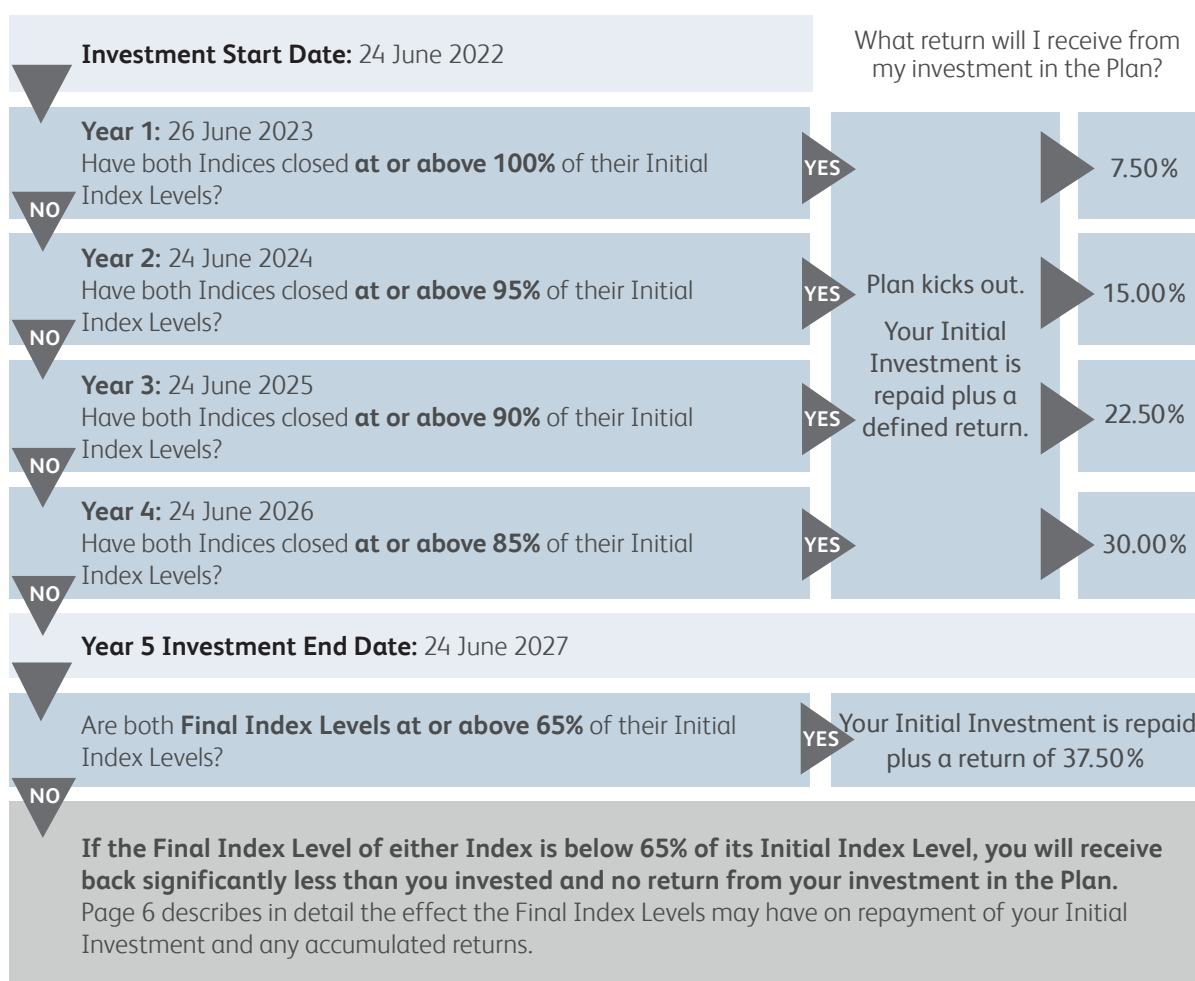 Investment Start Date: 24 June 2022
What return will I receive from
my investment in the Plan?
Year 1: 26 June 2023
Have both Indices closed at or above 100% of their Initial
Index Levels?
YES
7.50%
NO
Year 2: 24 June 2024
Have both Indices closed at or above 95% of their Initial
Index Levels?
YES
Plan kicks out.
Your Initial
Investment is
repaid plus a
defined return.
15.00%
NO
Year 3: 24 June 2025
Have both Indices closed at or above 90% of their Initial
Index Levels?
YES
22.50%
NO
Year 4: 24 June 2026
Have both Indices closed at or above 85% of their Initial
Index Levels?
YES
30.00%
NO
Year 5 Investment End Date: 24 June 2027
Are both Final Index Levels at or above 65% of their Initial
Index Levels?
YES
Your Initial Investment is repaid
plus a return of 37.50%
NO
If the Final Index Level of either Index is below 65% of its Initial Index Level, you will receive
back significantly less than you invested and no return from your investment in the Plan.
Page 6 describes in detail the effect the Final Index Levels may have on repayment of your Initial
Investment and any accumulated returns.